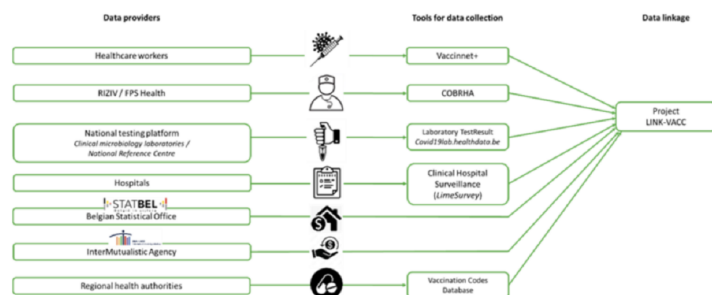 Data providers
Tools for data collection
Data linkage
Healthcare workers
Vaccinnet+
RIZIV / FPS Health
COBRHA
Project
LINK-VACC
National testing platform
Clinical microbiology laboratories /
National Reference Centre
Laboratory TestResult
Covid19lab.healthdata.be
Hospitals
Clinical Hospital
Surveillance
(LimeSurvey)
STATBEL
Belgian Statistical Office
InterMutualistic Agency
Regional health authorities
Vaccination Codes
Database